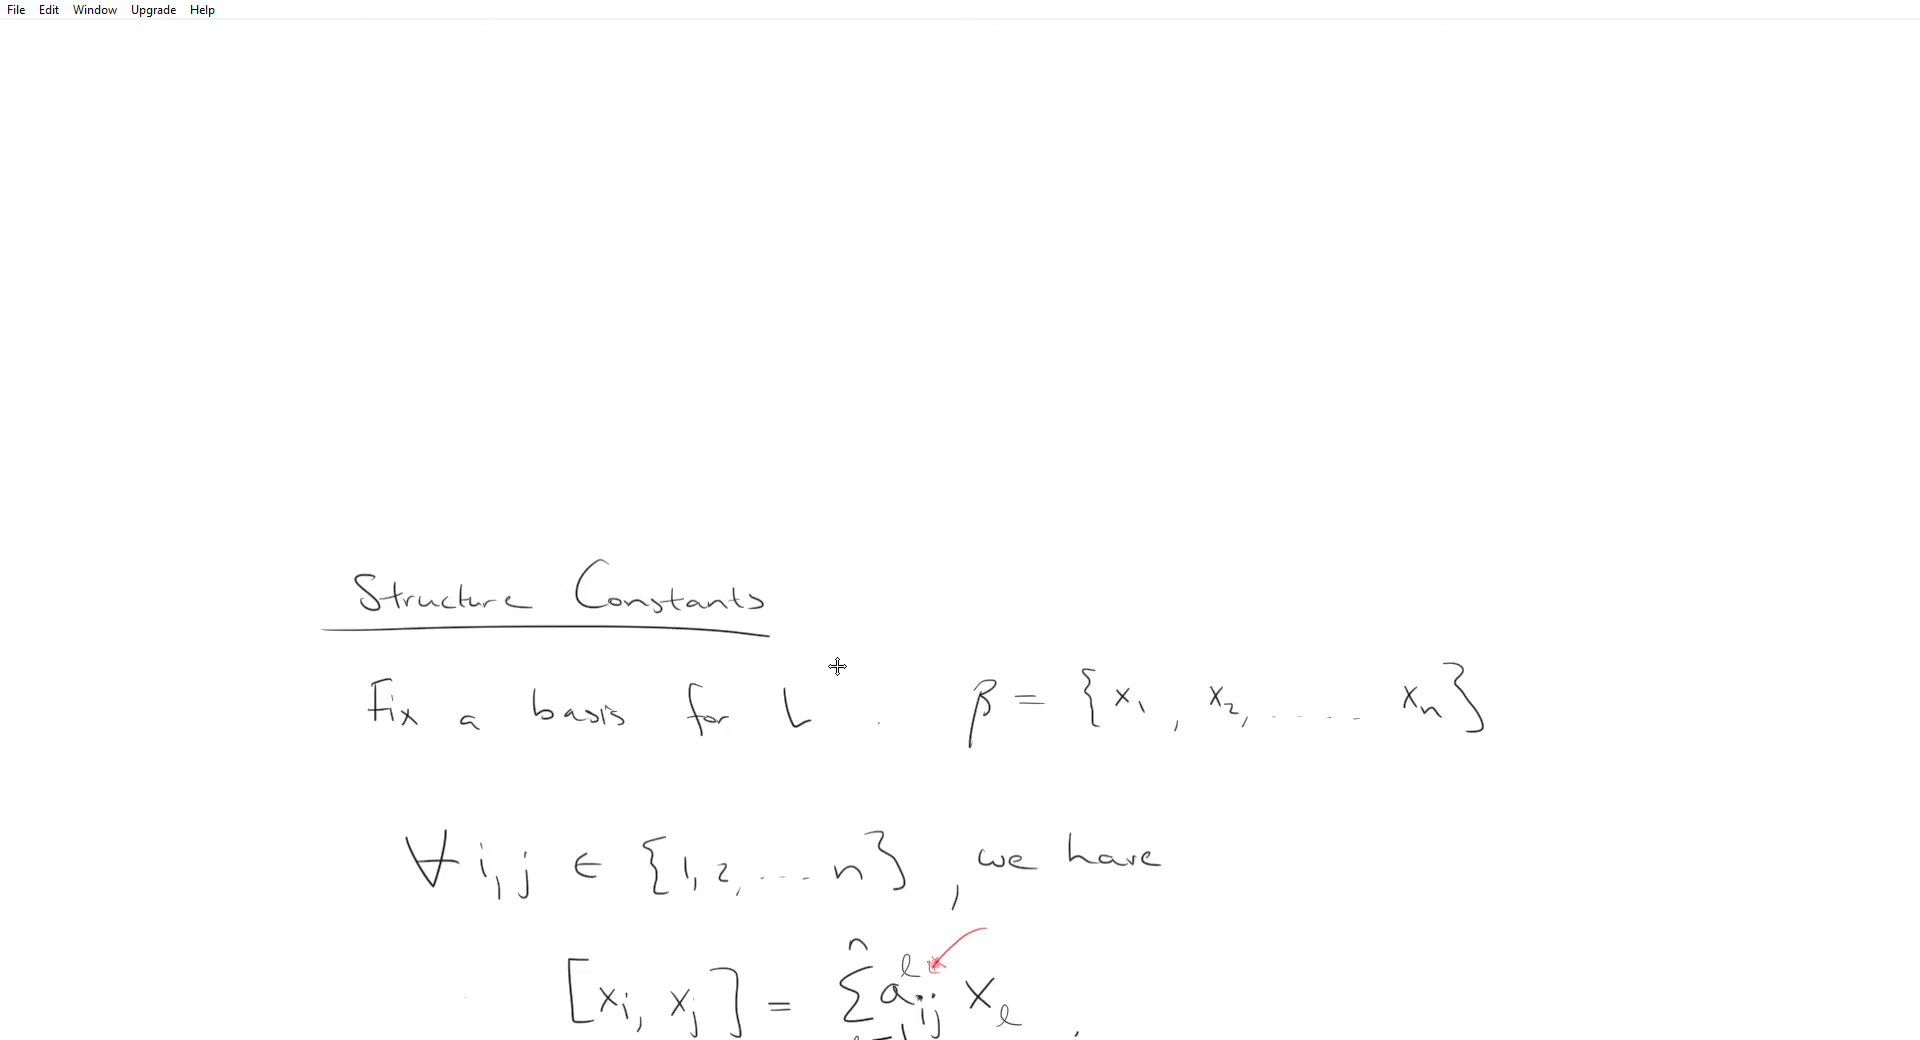 File Edit Window Upgrade Help
Structure Constants
Fix a basis for L . β = { x₁ , x₂, ..... xₙ }
∀ i, j ∈ { 1, 2, .... n } , we have
[ xᵢ, xⱼ ] = ∑ₗ₌₁ⁿ aᵢⱼˡ xₗ .